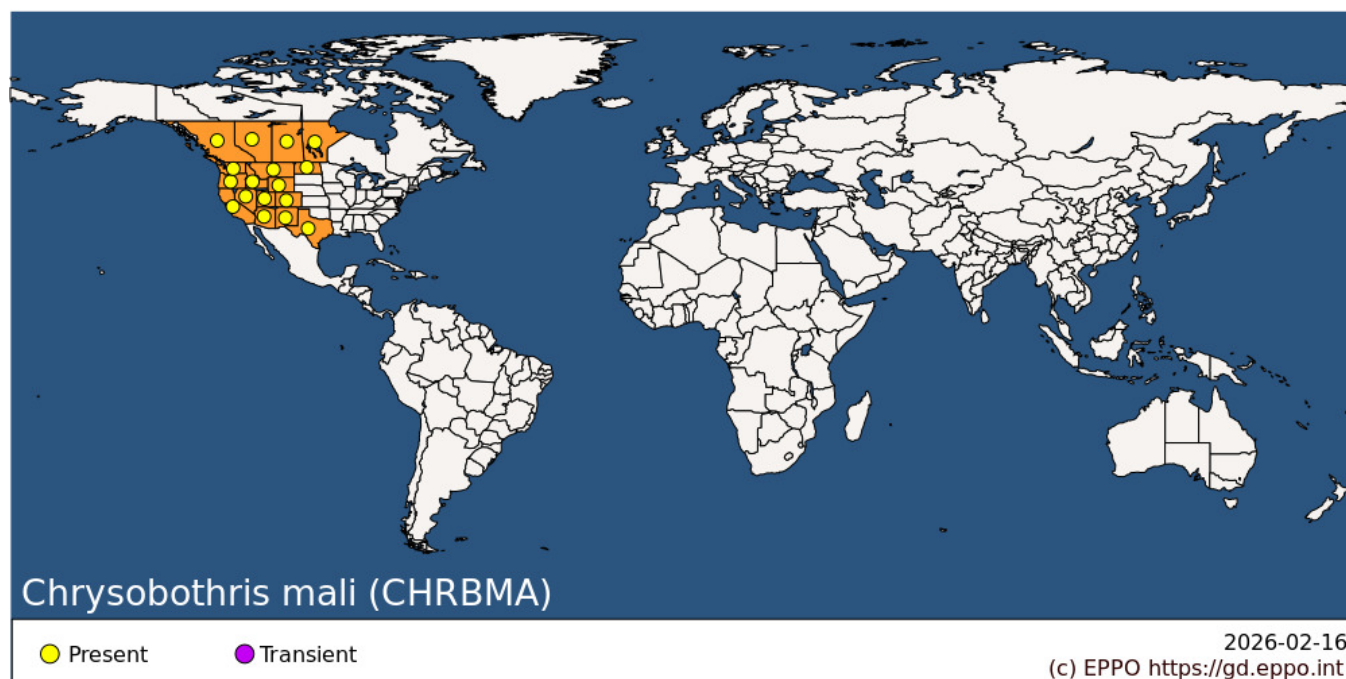 Chrysobothris mali (CHRBMA)
Present
Transient
2026-02-16
(c) EPPO https://gd.eppo.int